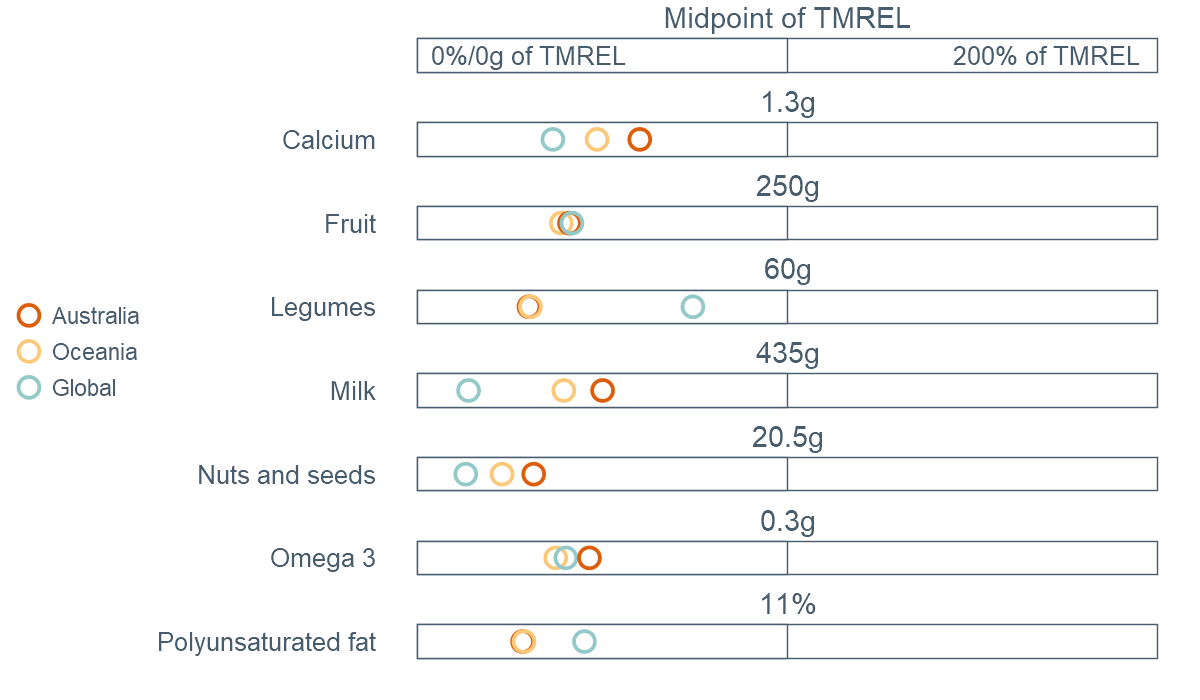 Midpoint of TMREL
0%/0g of TMREL
200% of TMREL
1.3g
Calcium
250g
Fruit
60g
Legumes
435g
Milk
20.5g
Nuts and seeds
0.3g
Omega 3
11%
Polyunsaturated fat
Australia
Oceania
Global